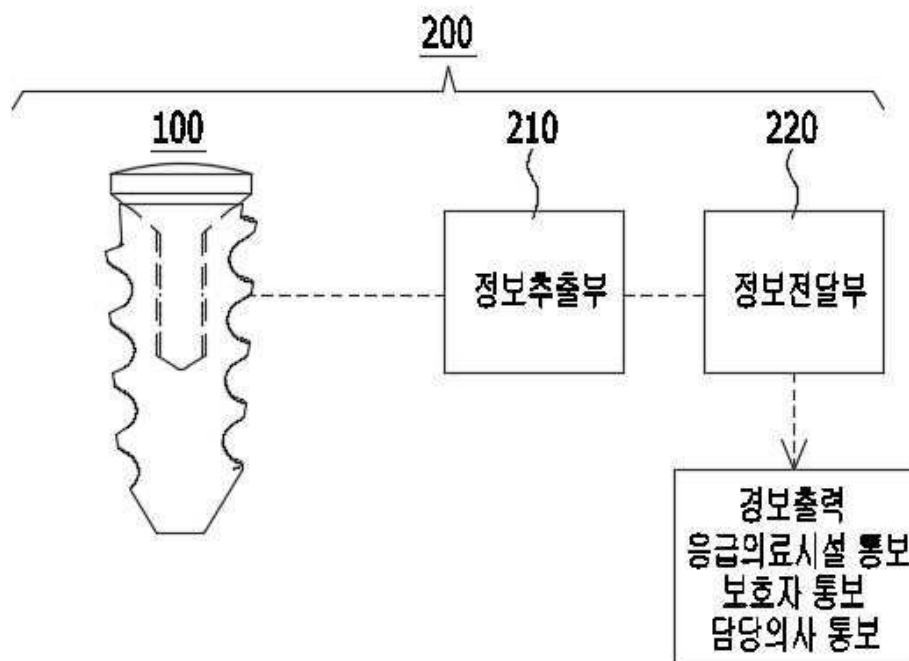 200
100
210
220
정보추출부
정보전달부
경보출력
응급의료시설 통보
보호자 통보
담당의사 통보